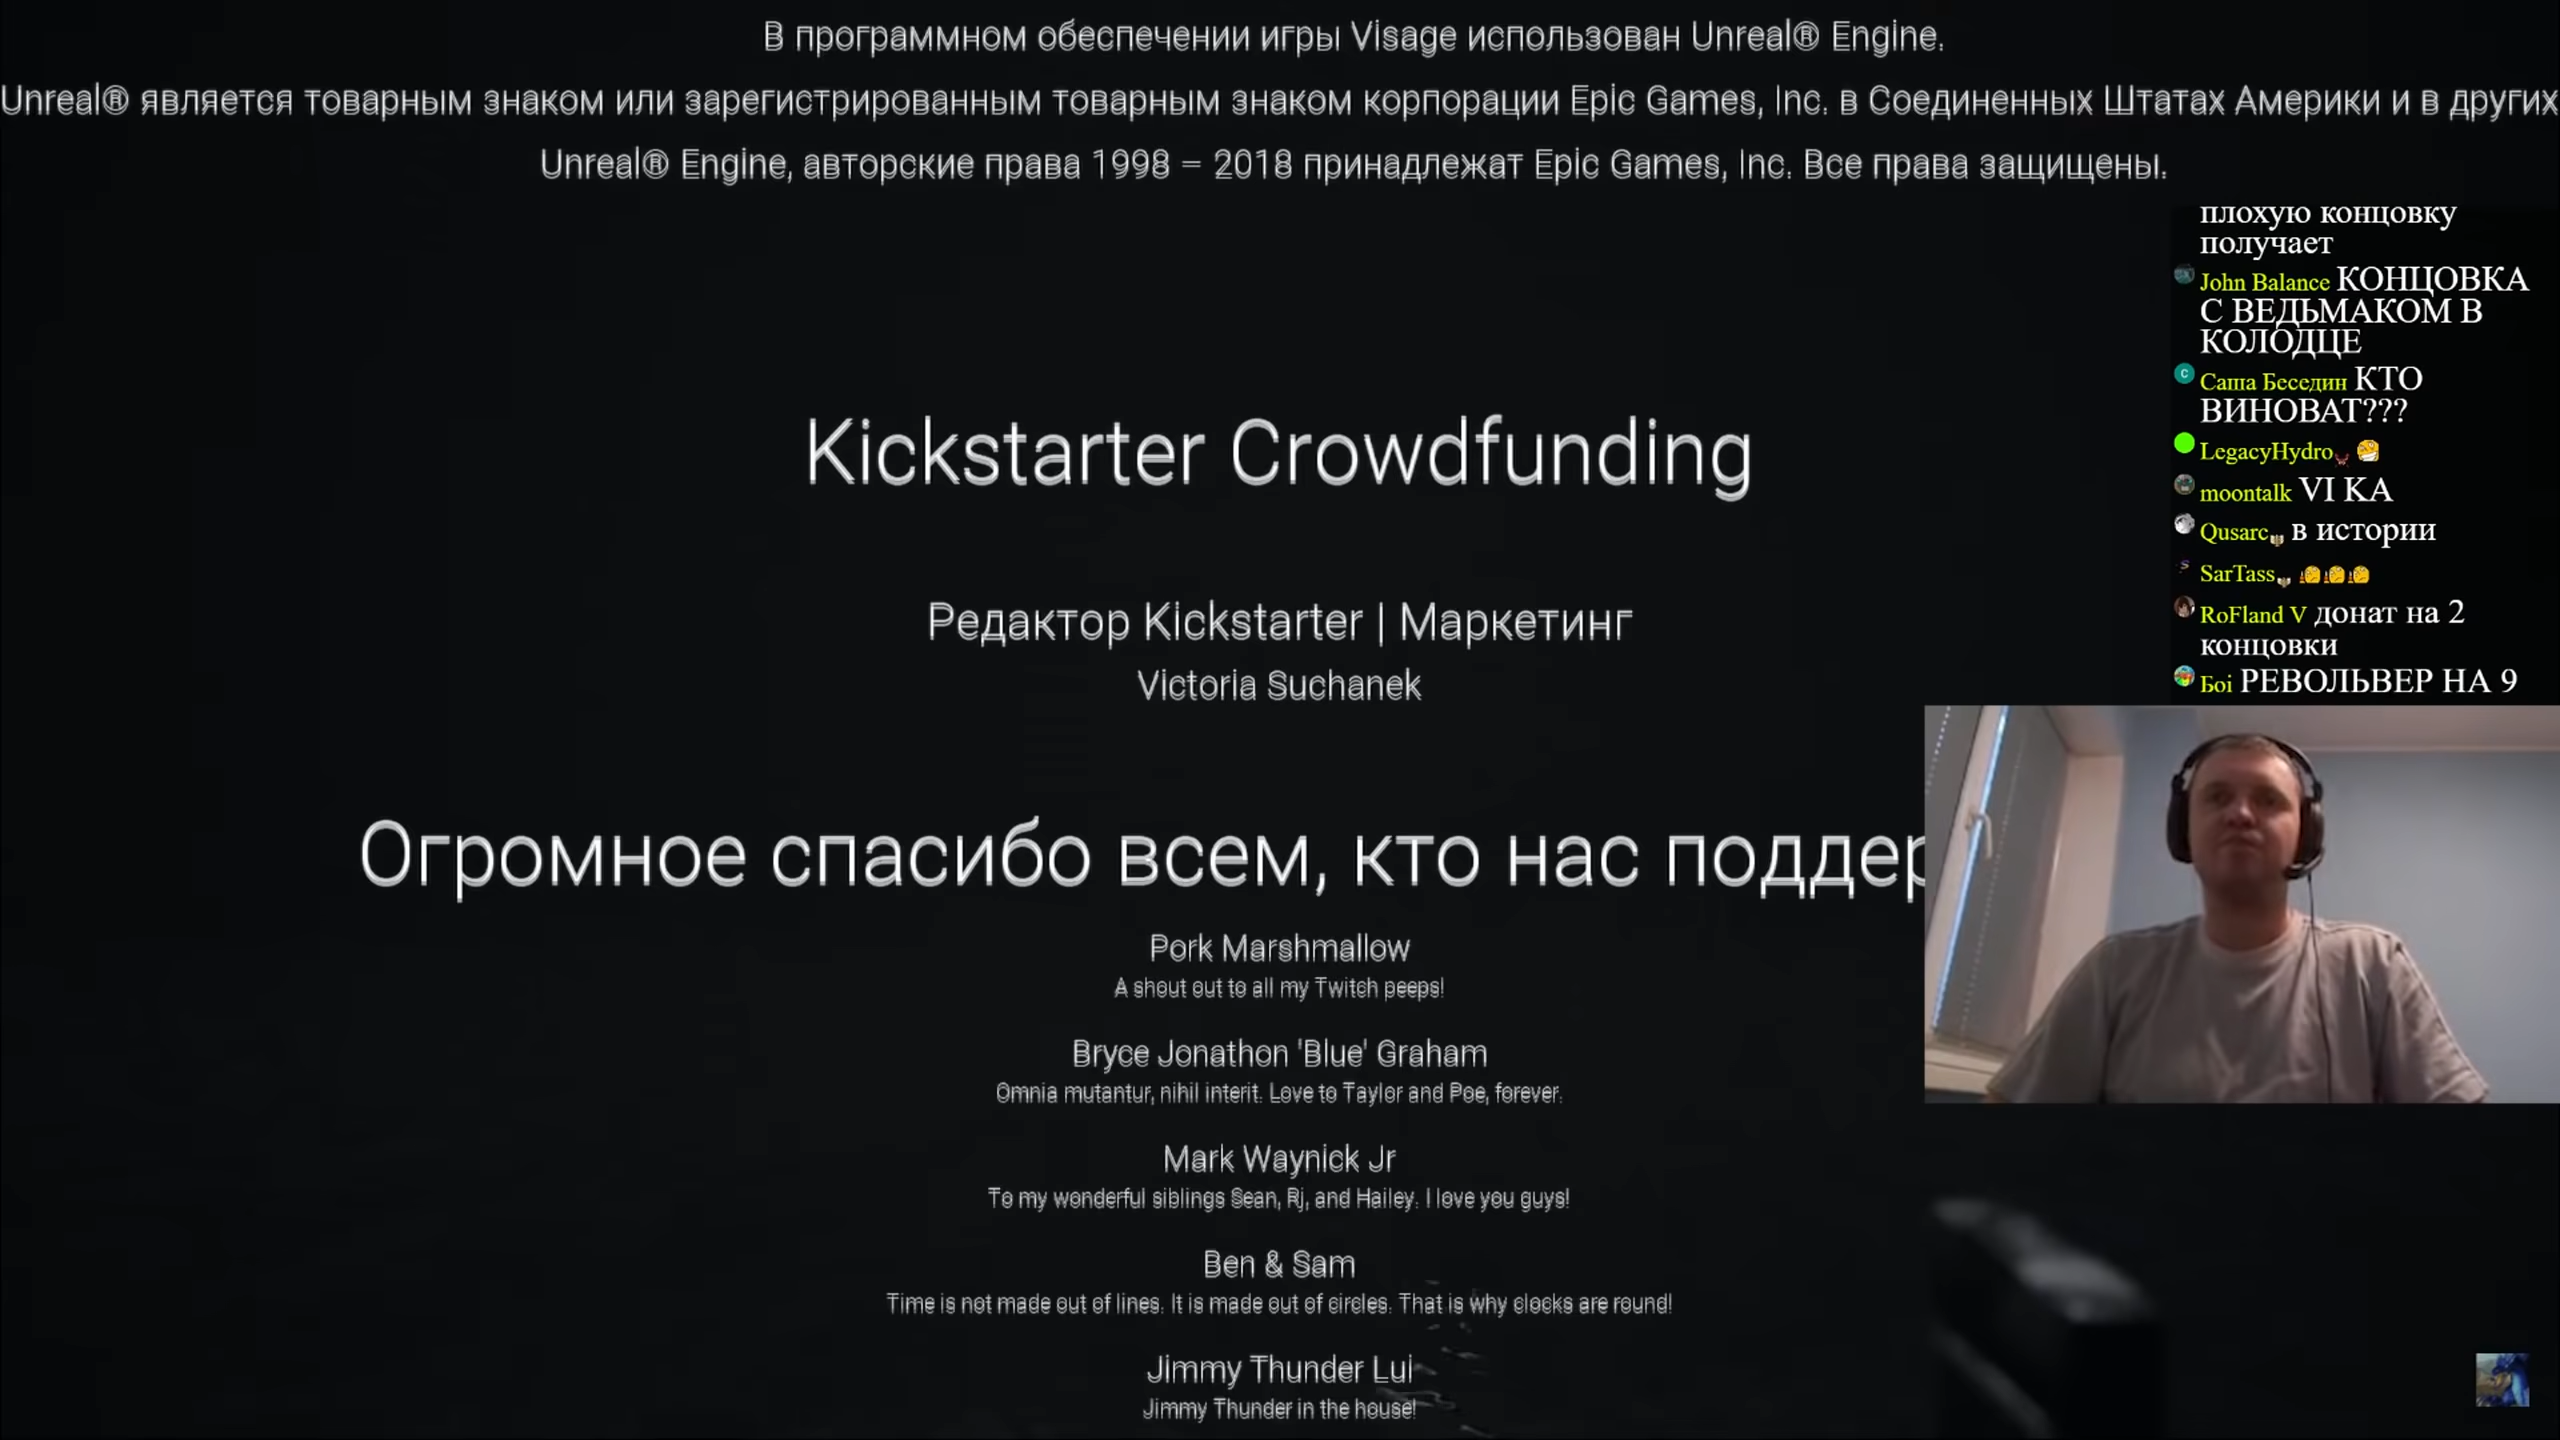 В программном обеспечении игры Visage использован Unreal® Engine.
Unreal® является товарным знаком или зарегистрированным товарным знаком корпорации Epic Games, Inc. в Соединенных Штатах Америки и в других
Unreal® Engine, авторские права 1998 – 2018 принадлежат Epic Games, Inc. Все права защищены.
Kickstarter Crowdfunding
Редактор Kickstarter | Маркетинг
Victoria Suchanek
Огромное спасибо всем, кто нас поддер
Pork Marshmallow
A shout out to all my Twitch peeps!
Bryce Jonathon 'Blue' Graham
Omnia mutantur, nihil interit. Love to Taylor and Poe, forever.
Mark Waynick Jr
To my wonderful siblings Sean, Rj, and Hailey. I love you guys!
Ben & Sam
Time is not made out of lines. It is made out of circles. That is why clocks are round!
Jimmy Thunder Lui
Jimmy Thunder in the house!
плохую концовку
получает
John Balance КОНЦОВКА
С ВЕДЬМАКОМ В
КОЛОДЦЕ
Саша Беседин КТО
ВИНОВАТ???
LegacyHydro
moontalk VI KA
Qusarc в истории
SarTass
RoFland V донат на 2
концовки
Боі РЕВОЛЬВЕР НА 9